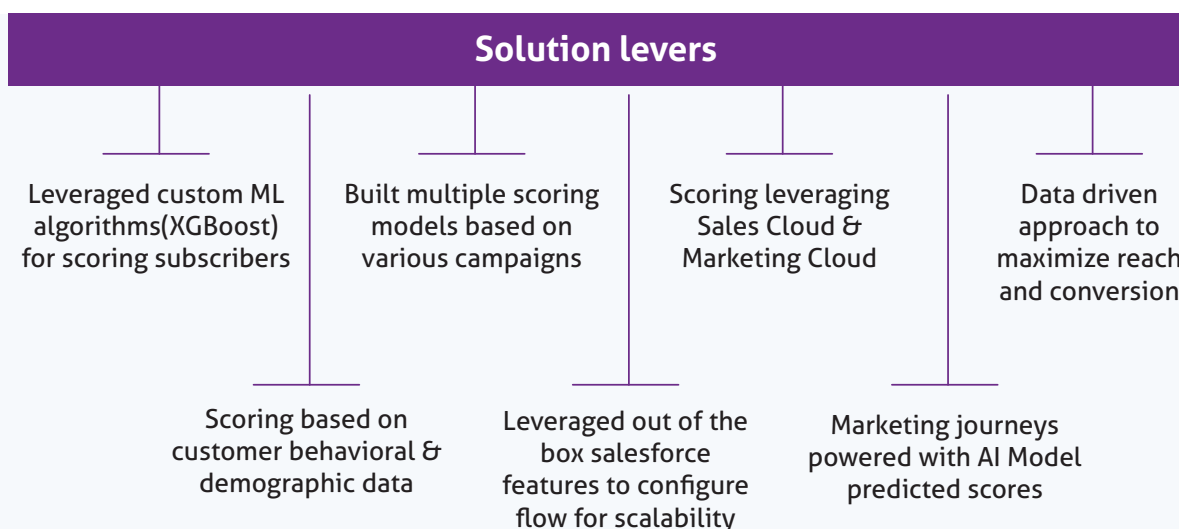 Solution levers
Leveraged custom ML
algorithms(XGBoost)
for scoring subscribers
Built multiple scoring
models based on
various campaigns
Scoring leveraging
Sales Cloud &
Marketing Cloud
Data driven
approach to
maximize reach
and conversion
Scoring based on
customer behavioral &
demographic data
Leveraged out of the
box salesforce
features to configure
flow for scalability
Marketing journeys
powered with AI Model
predicted scores